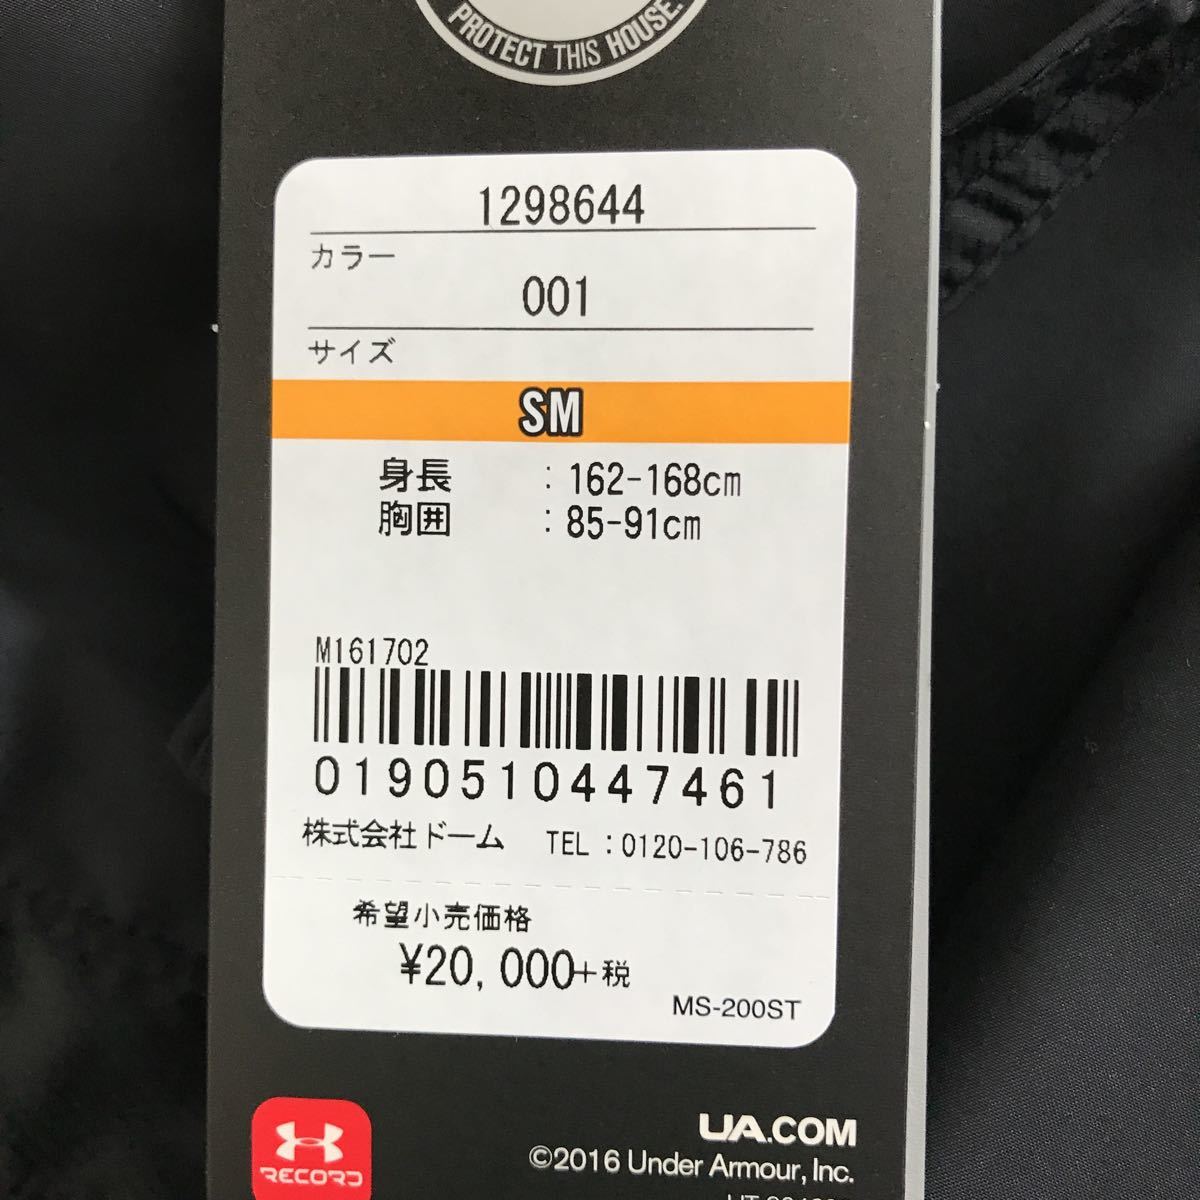 PROTECT THIS HOUSE.
1298644
カラー
001
サイズ
SM
身長 : 162-168cm
胸囲 : 85-91cm
M161702
0190510447461
株式会社ドーム TEL : 0120-106-786
希望小売価格
¥20,000+税
MS-200ST
RECORD
UA.COM
©2016 Under Armour, Inc.